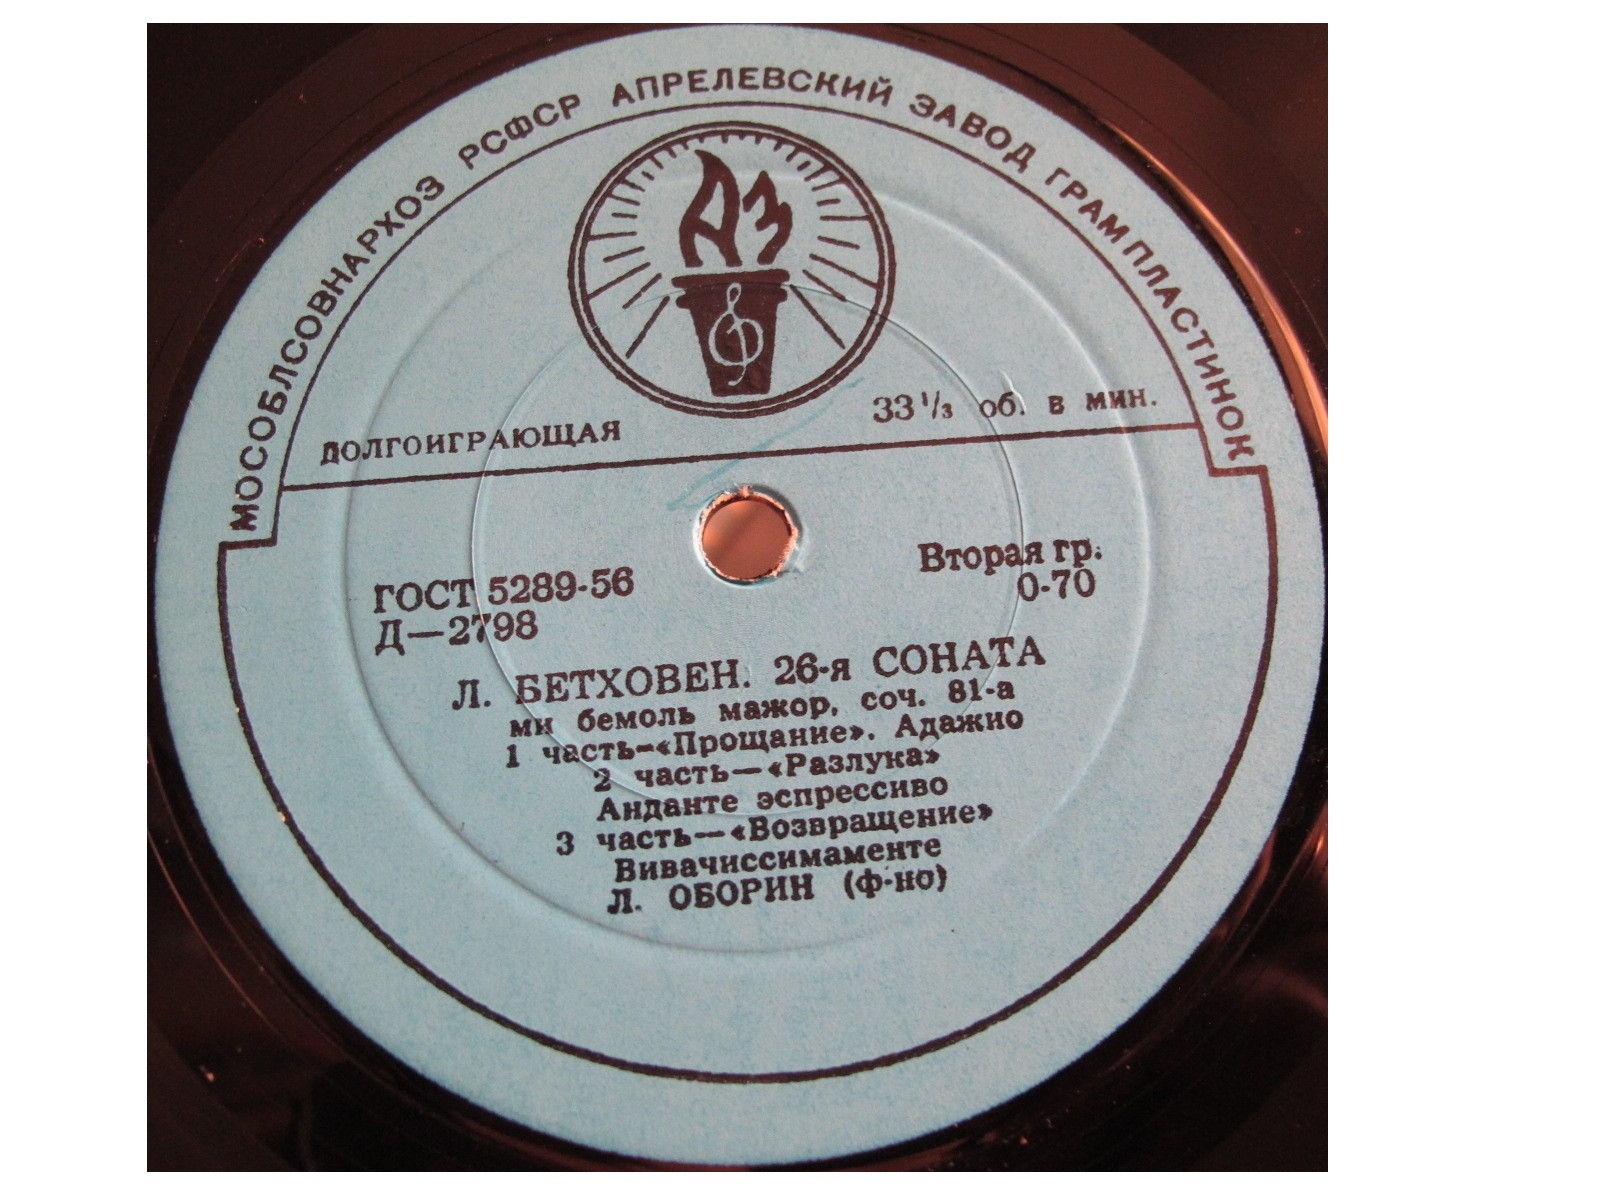 МОСОБЛСОВНАРХОЗ РСФСР АПРЕЛЕВСКИЙ ЗАВОД ГРАМПЛАСТИНОК
АЗ
ДОЛГОИГРАЮЩАЯ 33 1/3 об. в мин.
ГОСТ 5289-56 Вторая гр.
Д—2798 0-70
Л. БЕТХОВЕН. 26-я СОНАТА
ми бемоль мажор, соч. 81-а
1 часть—«Прощание». Адажио
2 часть—«Разлука»
Анданте эспрессиво
3 часть—«Возвращение»
Вивачиссимаменте
Л. ОБОРИН (ф-но)